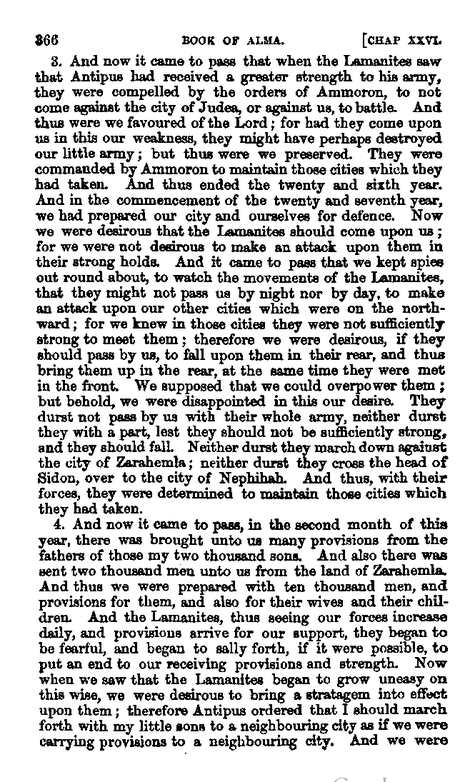 366 BOOK OF ALMA. [CHAP XXVI.
3. And now it came to pass that when the Lamanites saw
that Antipus had received a greater strength to his army,
they were compelled by the orders of Ammoron, to not
come against the city of Judea, or against us, to battle. And
thus were we favoured of the Lord; for had they come upon
us in this our weakness, they might have perhaps destroyed
our little army; but thus were we preserved. They were
commanded by Ammoron to maintain those cities which they
had taken. And thus ended the twenty and sixth year.
And in the commencement of the twenty and seventh year,
we had prepared our city and ourselves for defence. Now
we were desirous that the Lamanites should come upon us;
for we were not desirous to make an attack upon them in
their strong holds. And it came to pass that we kept spies
out round about, to watch the movements of the Lamanites,
that they might not pass us by night nor by day, to make
an attack upon our other cities which were on the north-
ward; for we knew in those cities they were not sufficiently
strong to meet them; therefore we were desirous, if they
should pass by us, to fall upon them in their rear, and thus
bring them up in the rear, at the same time they were met
in the front. We supposed that we could overpower them;
but behold, we were disappointed in this our desire. They
durst not pass by us with their whole army, neither durst
they with a part, lest they should not be sufficiently strong,
and they should fall. Neither durst they march down against
the city of Zarahemla; neither durst they cross the head of
Sidon, over to the city of Nephihah. And thus, with their
forces, they were determined to maintain those cities which
they had taken.
4. And now it came to pass, in the second month of this
year, there was brought unto us many provisions from the
fathers of those my two thousand sons. And also there was
sent two thousand men unto us from the land of Zarahemla.
And thus we were prepared with ten thousand men, and
provisions for them, and also for their wives and their chil-
dren. And the Lamanites, thus seeing our forces increase
daily, and provisions arrive for our support, they began to
be fearful, and began to sally forth, if it were possible, to
put an end to our receiving provisions and strength. Now
when we saw that the Lamanites began to grow uneasy on
this wise, we were desirous to bring a stratagem into effect
upon them; therefore Antipus ordered that I should march
forth with my little sons to a neighbouring city as if we were
carrying provisions to a neighbouring city. And we were